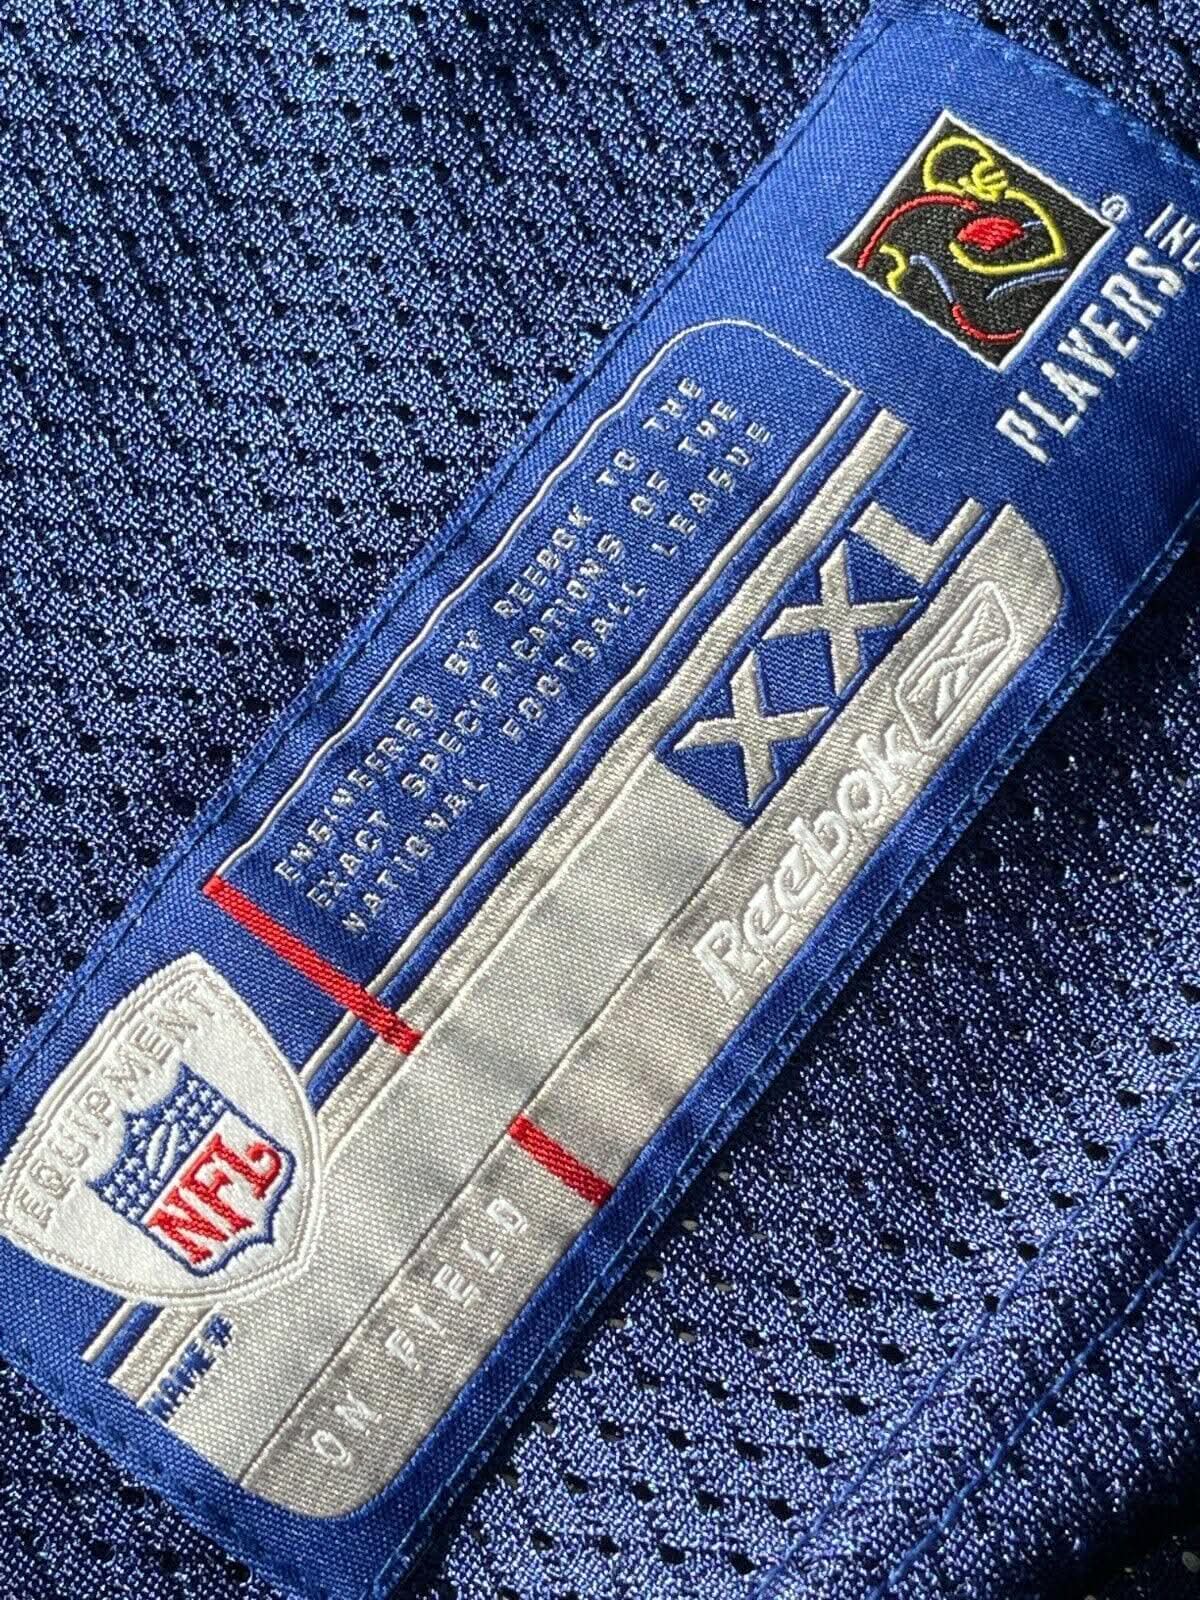 PLAYERS INC
®
ENGINEERED BY REEBOK TO THE
EXACT SPECIFICATIONS OF THE
NATIONAL FOOTBALL LEAGUE
XXL
Reebok
EQUIPMENT
NFL
NAME #
ON FIELD